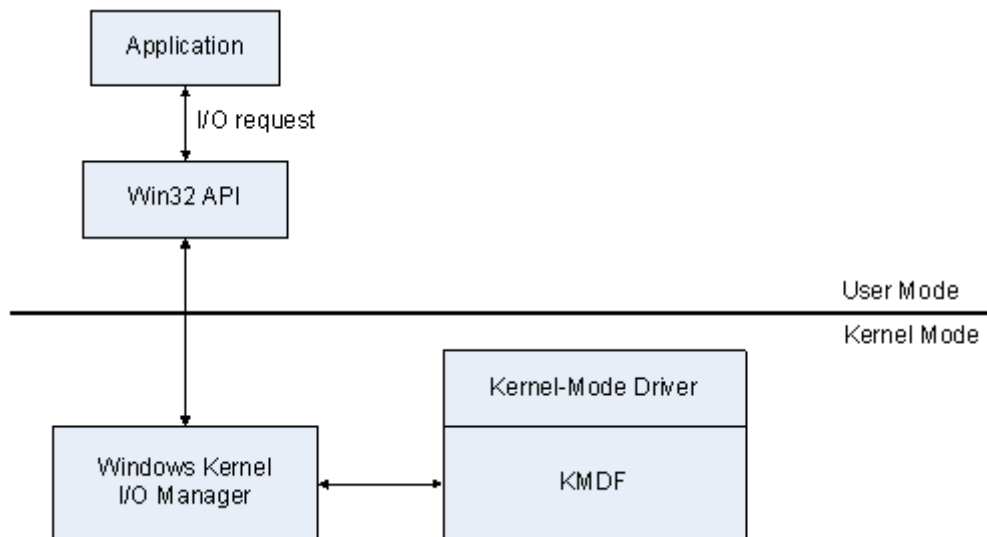 Application
I/O request
Win32 API
User Mode
Kernel Mode
Kernel-Mode Driver
Windows Kernel
I/O Manager
KMDF